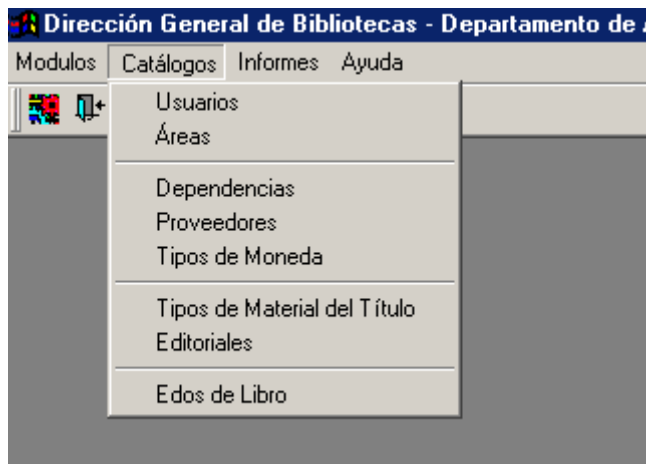 Dirección General de Bibliotecas - Departamento de
Modulos Catálogos Informes Ayuda
Usuarios
Áreas
Dependencias
Proveedores
Tipos de Moneda
Tipos de Material del Título
Editoriales
Edos de Libro